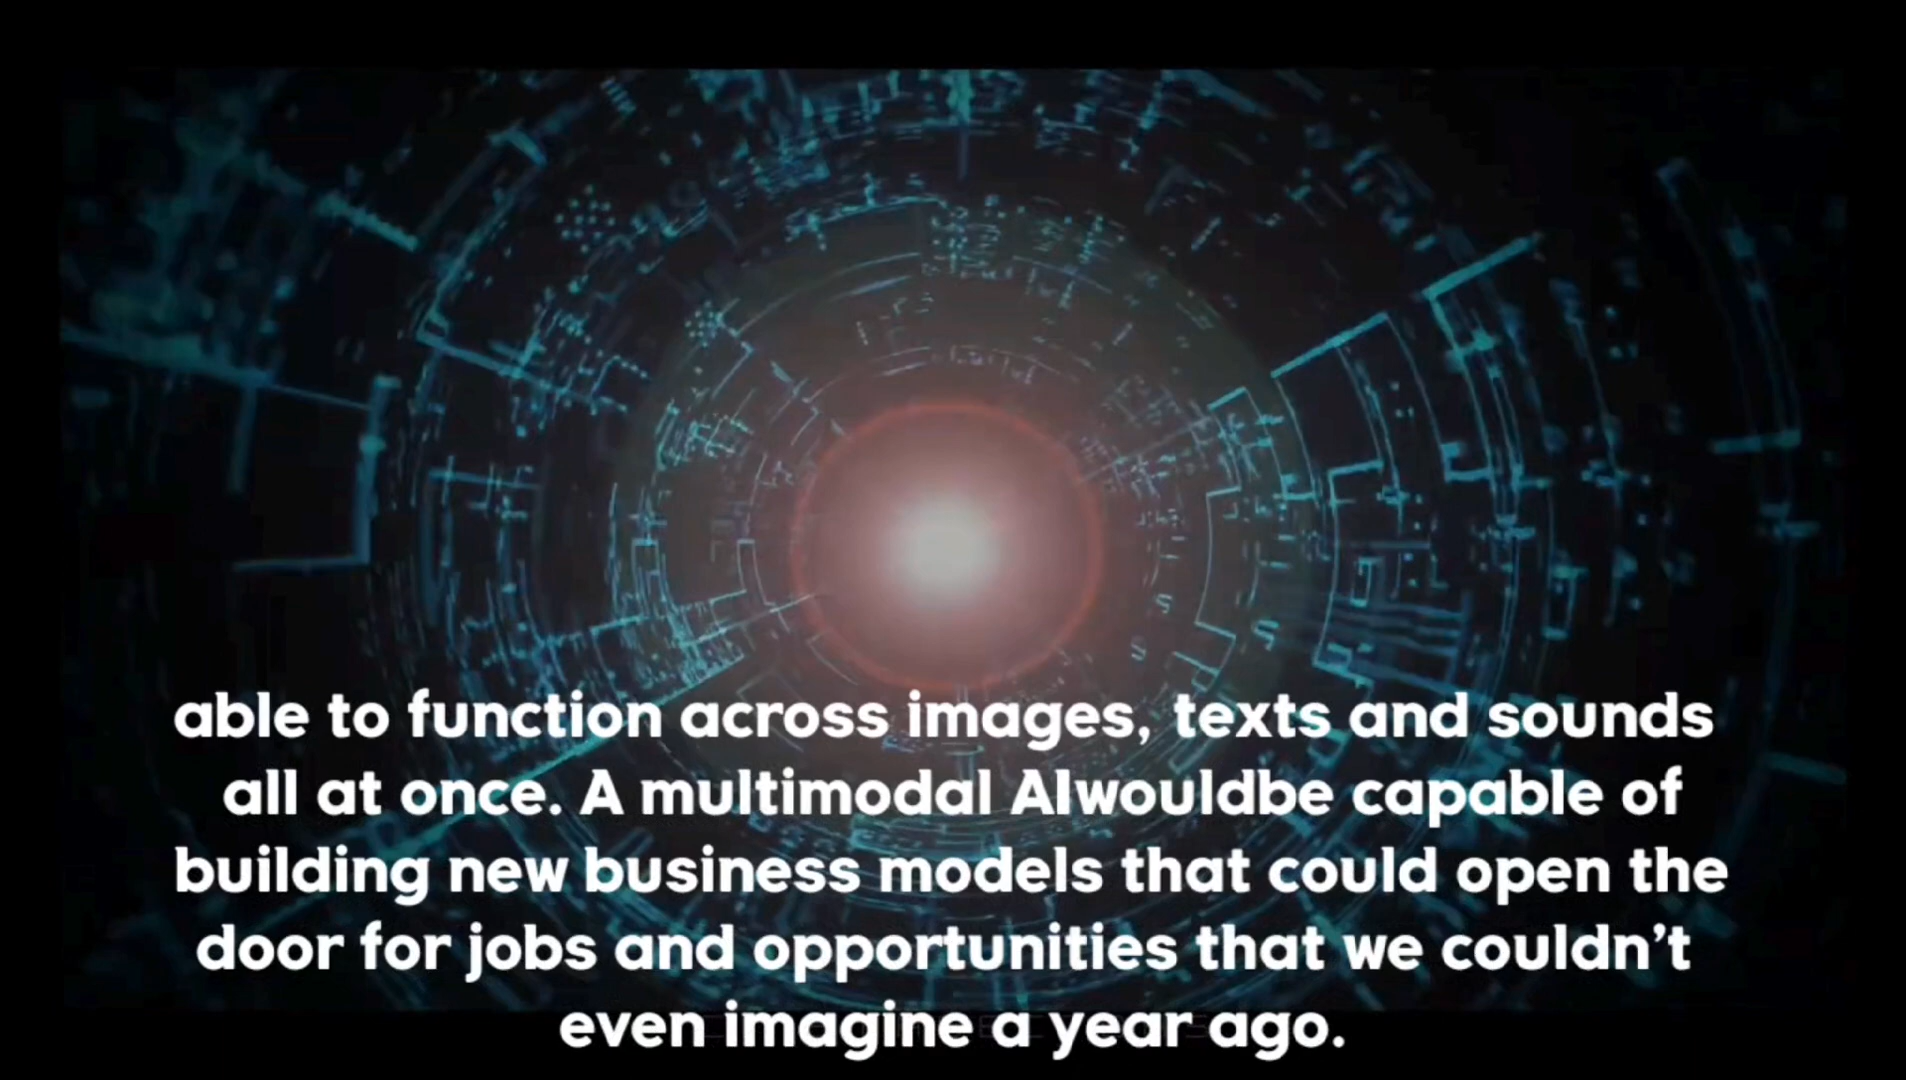 able to function across images, texts and sounds
all at once. A multimodal AIwouldbe capable of
building new business models that could open the
door for jobs and opportunities that we couldn’t
even imagine a year ago.